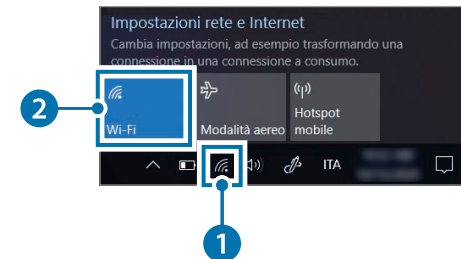 Impostazioni rete e Internet
Cambia impostazioni, ad esempio trasformando una
connessione in una connessione a consumo.
2
Wi-Fi
Modalità aereo
Hotspot
mobile
ITA
1